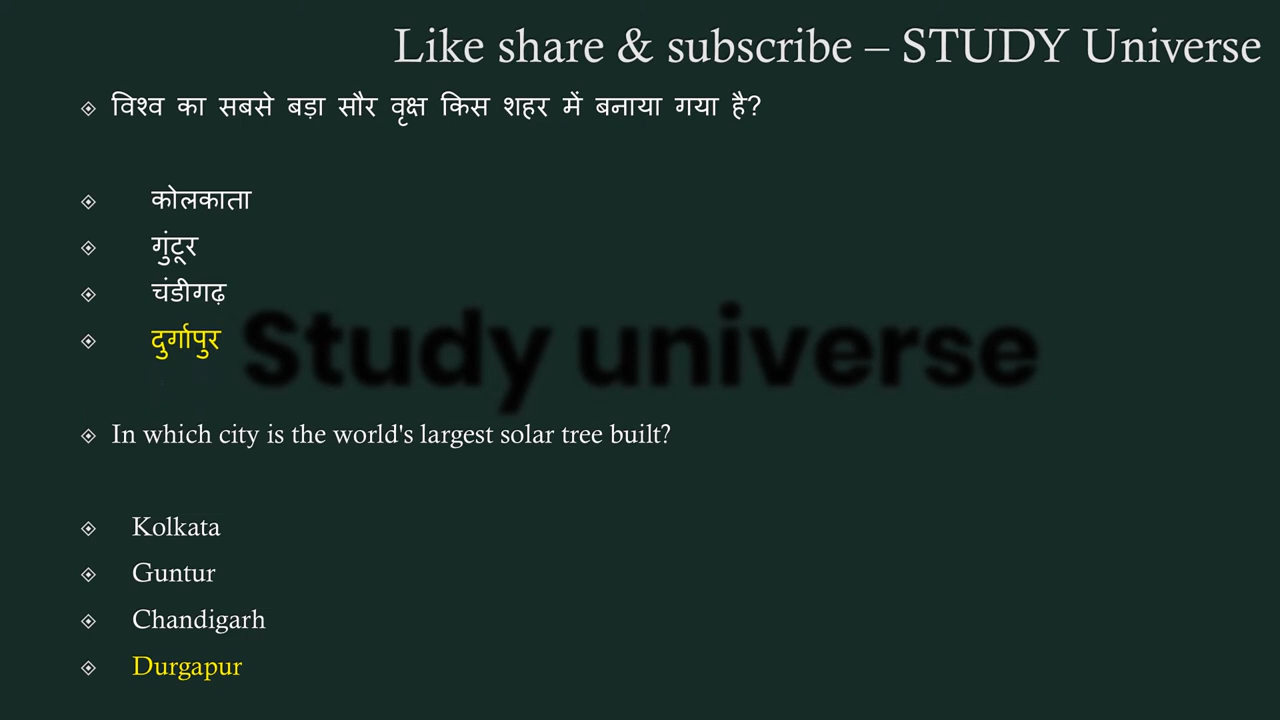 Like share & subscribe – STUDY Universe
विश्व का सबसे बड़ा सौर वृक्ष किस शहर में बनाया गया है?
कोलकाता
गुंटूर
चंडीगढ़
दुर्गापुर
Study universe
In which city is the world's largest solar tree built?
Kolkata
Guntur
Chandigarh
Durgapur